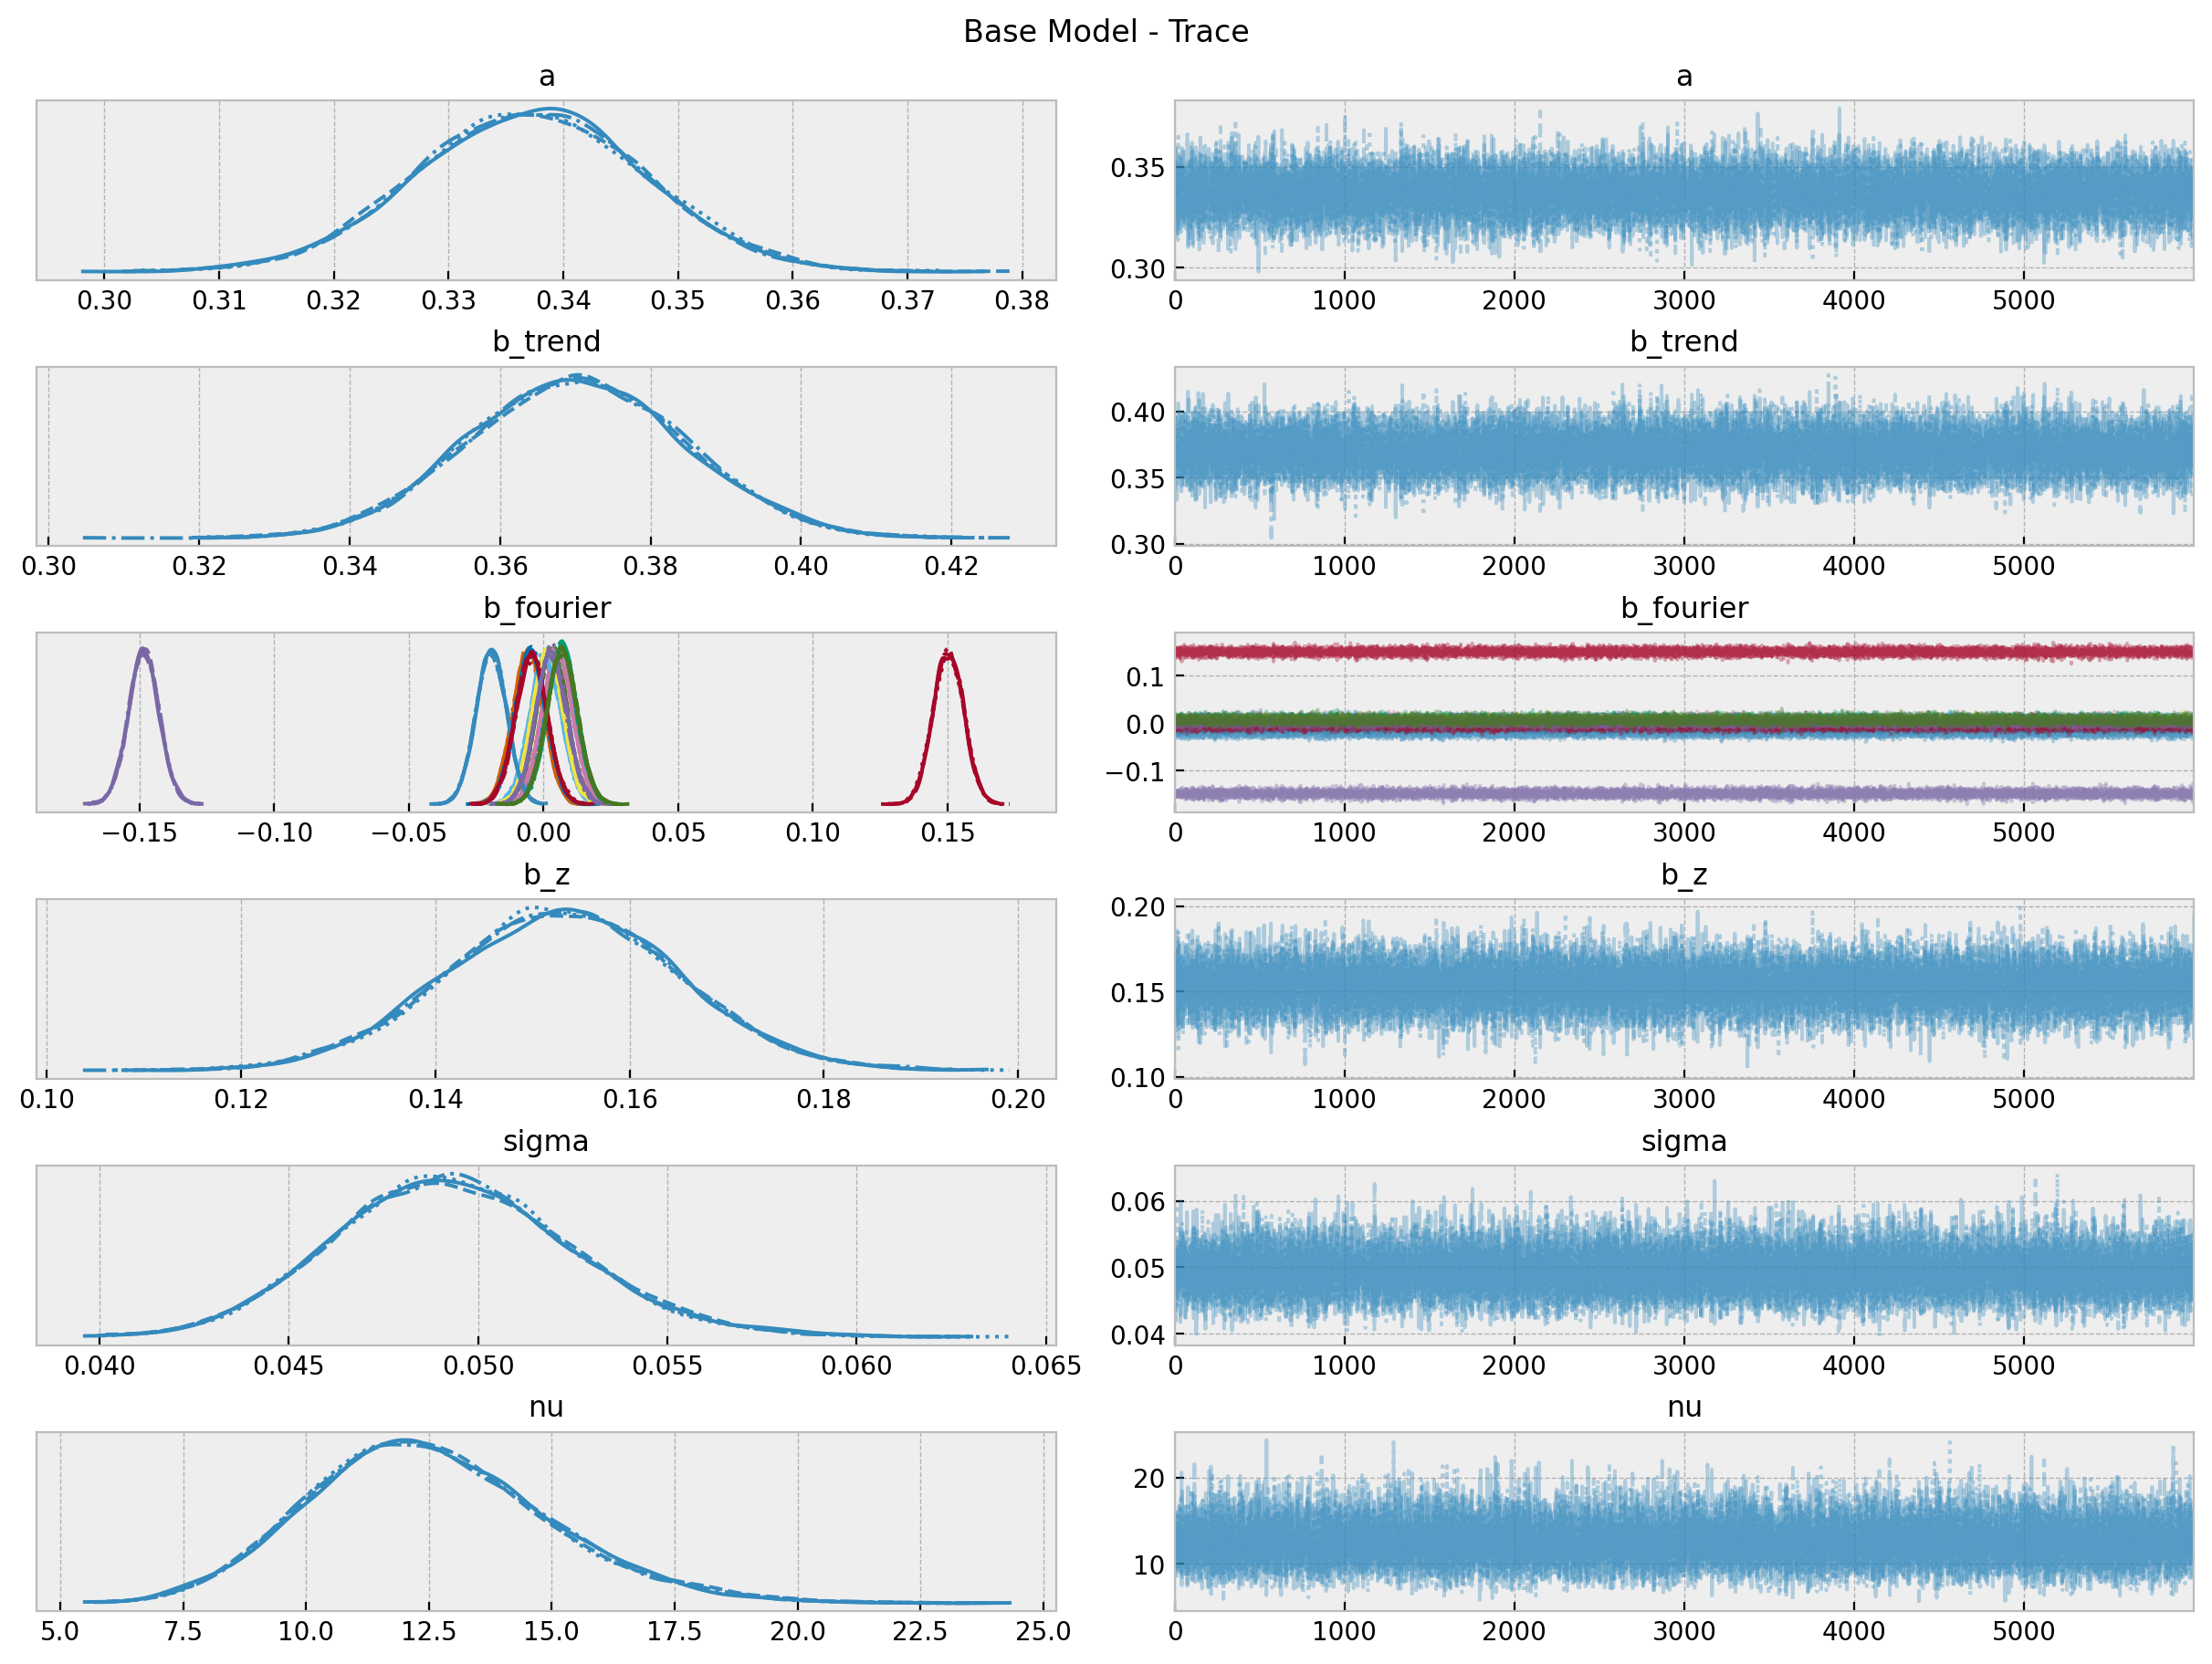 Base Model - Trace
a
a
0.30 0.31 0.32 0.33 0.34 0.35 0.36 0.37 0.38
0.35
0.30
0 1000 2000 3000 4000 5000
b_trend
b_trend
0.30 0.32 0.34 0.36 0.38 0.40 0.42
0.40
0.35
0.30
0 1000 2000 3000 4000 5000
b_fourier
b_fourier
−0.15 −0.10 −0.05 0.00 0.05 0.10 0.15
0.1
0.0
−0.1
0 1000 2000 3000 4000 5000
b_z
b_z
0.10 0.12 0.14 0.16 0.18 0.20
0.20
0.15
0.10
0 1000 2000 3000 4000 5000
sigma
sigma
0.040 0.045 0.050 0.055 0.060 0.065
0.06
0.05
0.04
0 1000 2000 3000 4000 5000
nu
nu
5.0 7.5 10.0 12.5 15.0 17.5 20.0 22.5 25.0
20
10
0 1000 2000 3000 4000 5000